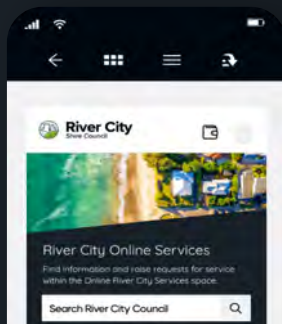 River City
Shire Council
River City Online Services
Find information and raise requests for service
within the Online River City Services space.
Search River City Council